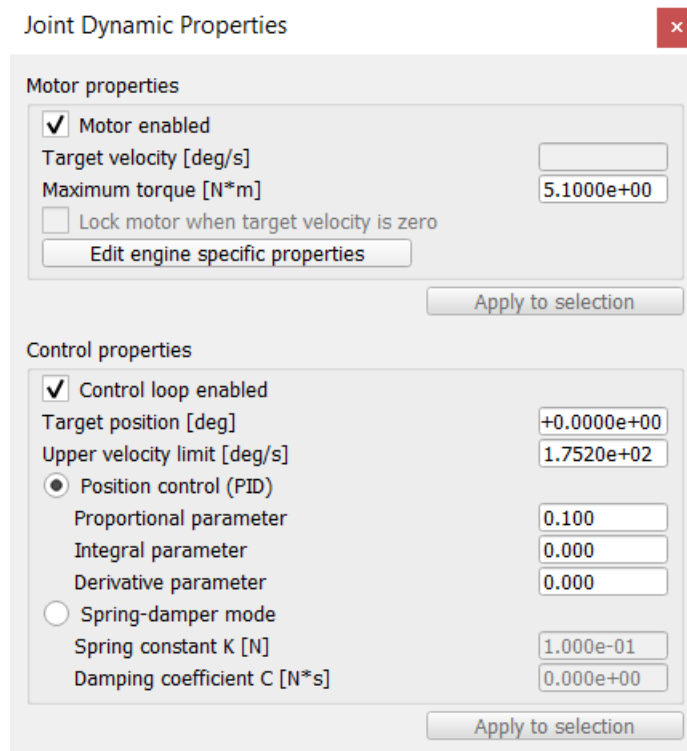 Joint Dynamic Properties
Motor properties
Motor enabled
Target velocity [deg/s]
Maximum torque [N*m] 5.1000e+00
Lock motor when target velocity is zero
Edit engine specific properties
Apply to selection
Control properties
Control loop enabled
Target position [deg] +0.0000e+00
Upper velocity limit [deg/s] 1.7520e+02
Position control (PID)
Proportional parameter 0.100
Integral parameter 0.000
Derivative parameter 0.000
Spring-damper mode
Spring constant K [N] 1.000e-01
Damping coefficient C [N*s] 0.000e+00
Apply to selection